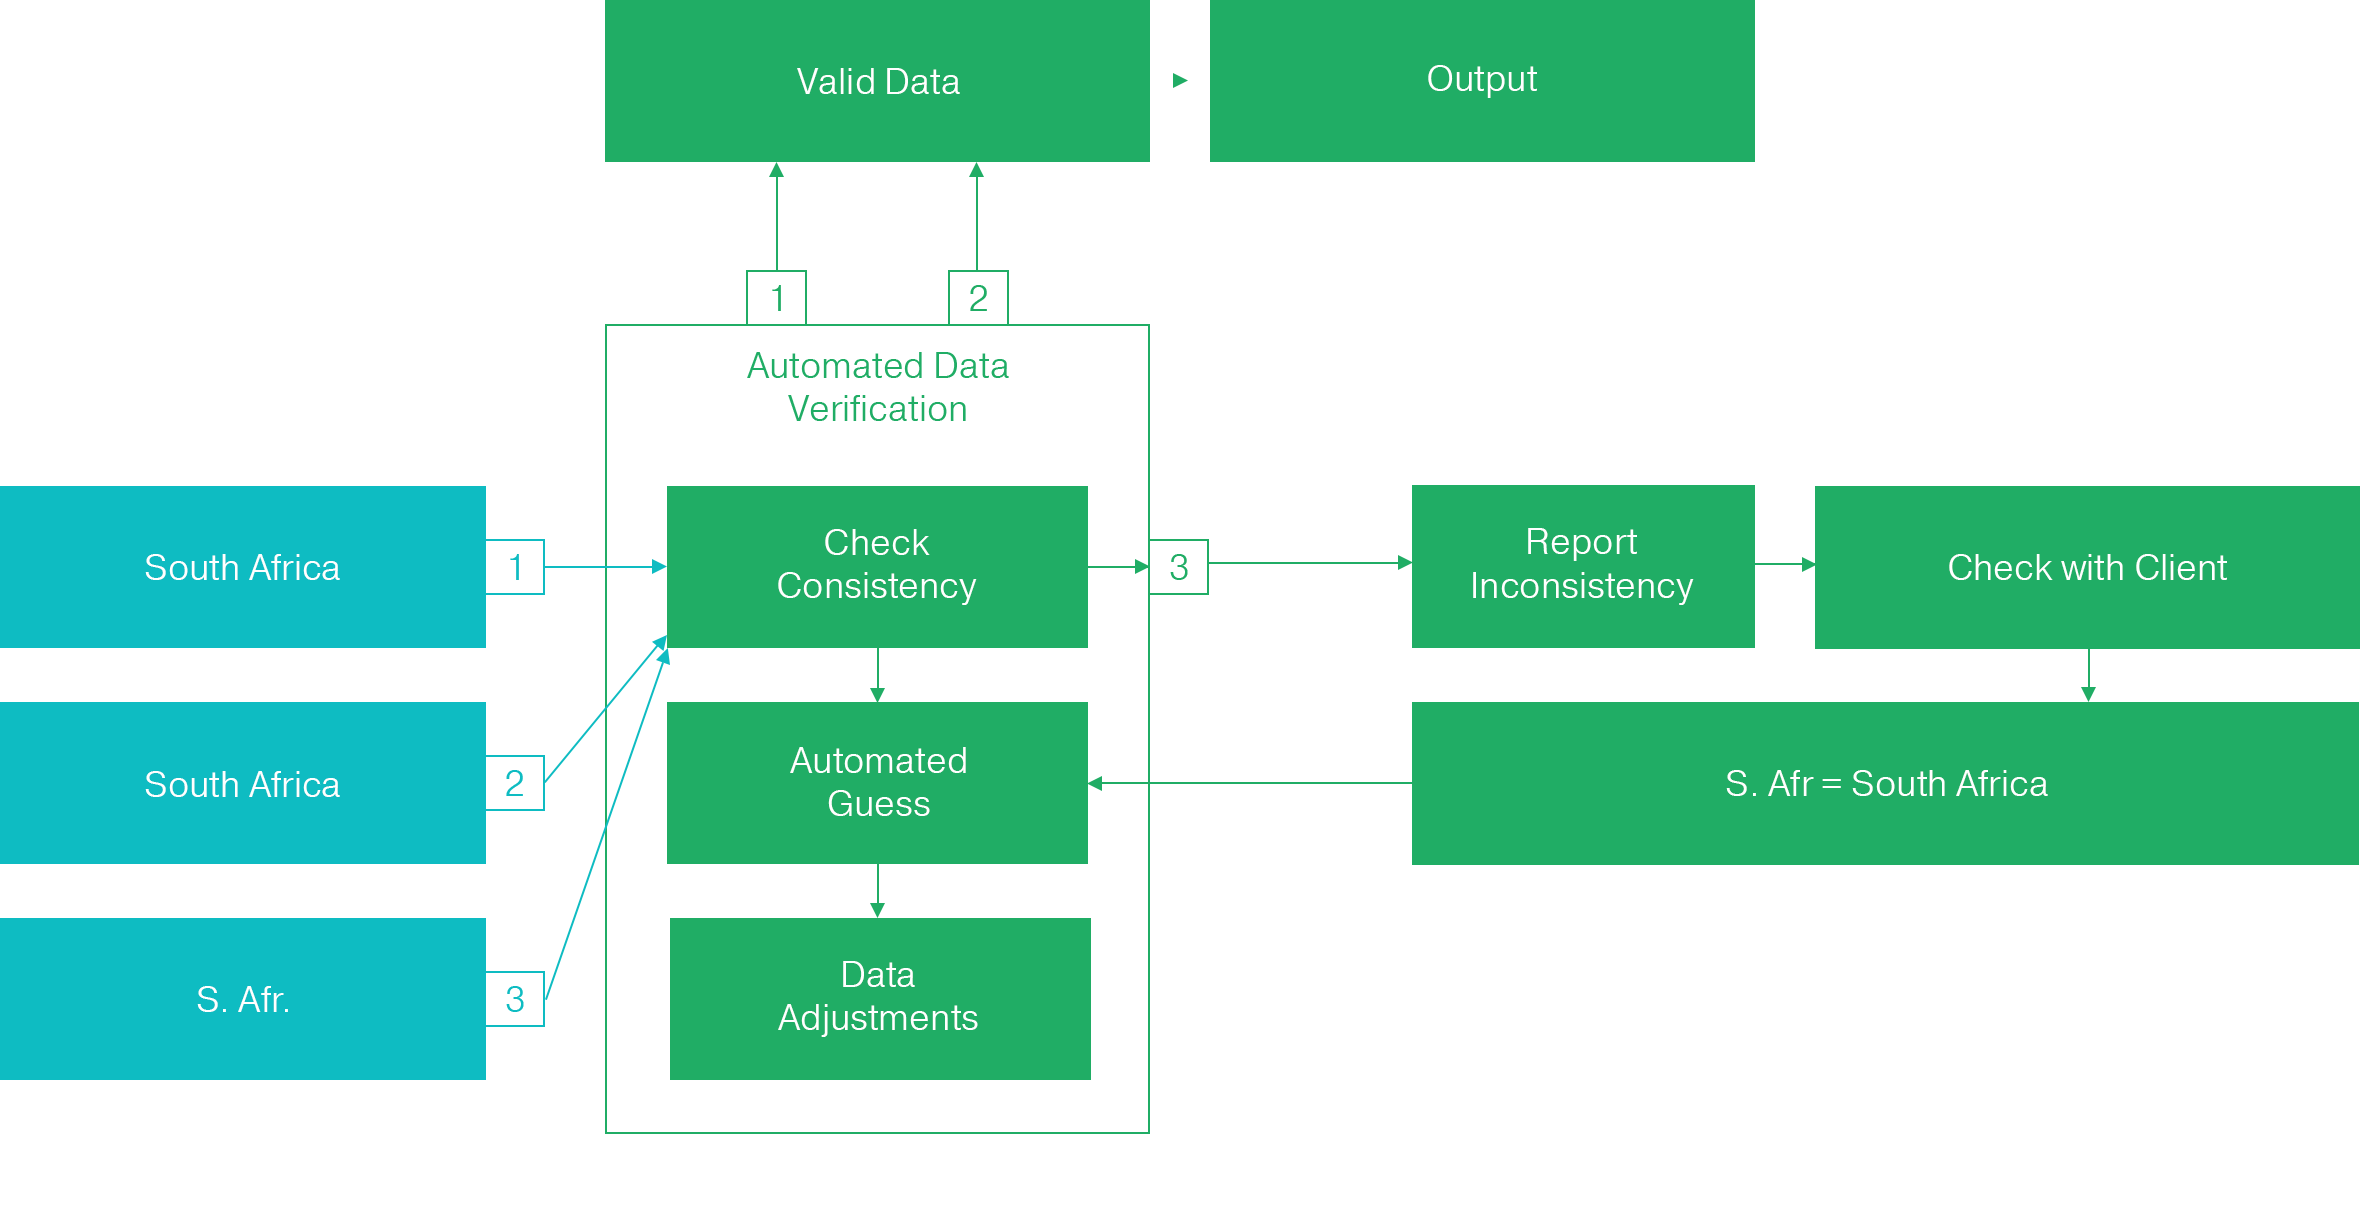 Valid Data
Output
1
2
Automated Data
Verification
South Africa
1
Check
Consistency
3
Report
Inconsistency
Check with Client
South Africa
2
Automated
Guess
S. Afr = South Africa
S. Afr.
3
Data
Adjustments